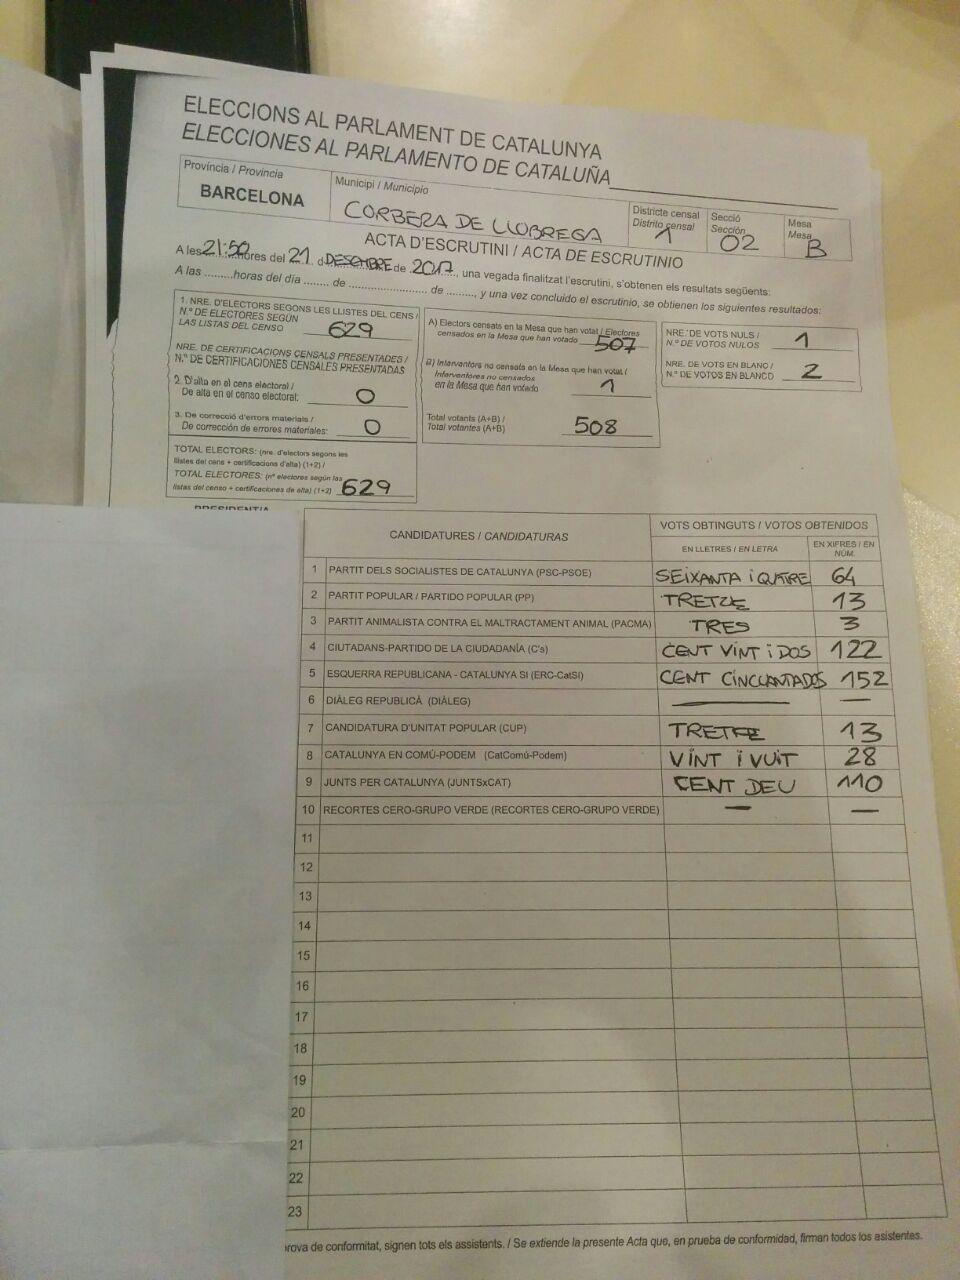 ELECCIONS AL PARLAMENT DE CATALUNYA
ELECCIONES AL PARLAMENTO DE CATALUÑA
Província / Provincia
BARCELONA
Municipi / Municipio
CORBERA DE LLOBREGA
Districte censal
Distrito censal
1
Secció
Sección
02
Mesa
Mesa
B
ACTA D'ESCRUTINI / ACTA DE ESCRUTINIO
A les 21:50 hores del 21 d DESEMBRE de 2017, una vegada finalitzat l'escrutini, s'obtenen els resultats següents:
A las .........horas del día ........ de ........................ de .........., y una vez concluido el escrutinio, se obtienen los siguientes resultados:
1. NRE. D'ELECTORS SEGONS LES LLISTES DEL CENS /
N.º DE ELECTORES SEGÚN
LAS LISTAS DEL CENSO 629
NRE. DE CERTIFICACIONS CENSALS PRESENTADES /
N.º DE CERTIFICACIONES CENSALES PRESENTADAS
2. D'alta en el cens electoral /
De alta en el censo electoral: 0
3. De correcció d'errors materials /
De corrección de errores materiales: 0
TOTAL ELECTORS: (nre. d'electors segons les
llistes del cens + certificacions d'alta) (1+2) /
TOTAL ELECTORES: (nº electores según las
listas del censo + certificaciones de alta) (1+2) 629
A) Electors censats en la Mesa que han votat / Electores
censados en la Mesa que han votado 507
B) Interventors no censats en la Mesa que han votat /
Interventores no censados
en la Mesa que han votado 1
Total votants (A+B) /
Total votantes (A+B) 508
NRE. DE VOTS NULS /
N.º DE VOTOS NULOS 1
NRE. DE VOTS EN BLANC /
N.º DE VOTOS EN BLANCO 2
CANDIDATURES / CANDIDATURAS
VOTS OBTINGUTS / VOTOS OBTENIDOS
EN LLETRES / EN LETRA
EN XIFRES / EN NÚM.
1 PARTIT DELS SOCIALISTES DE CATALUNYA (PSC-PSOE) SEIXANTA i QUATRE 64
2 PARTIT POPULAR / PARTIDO POPULAR (PP) TRETZE 13
3 PARTIT ANIMALISTA CONTRA EL MALTRACTAMENT ANIMAL (PACMA) TRES 3
4 CIUTADANS-PARTIDO DE LA CIUDADANÍA (C's) CENT VINT i DOS 122
5 ESQUERRA REPUBLICANA - CATALUNYA SI (ERC-CatSI) CENT CINCUANTADOS 152
6 DIÀLEG REPUBLICÀ (DIÀLEG) — —
7 CANDIDATURA D'UNITAT POPULAR (CUP) TRETZE 13
8 CATALUNYA EN COMÚ-PODEM (CatComú-Podem) VINT i VUIT 28
9 JUNTS PER CATALUNYA (JUNTSxCAT) CENT DEU 110
10 RECORTES CERO-GRUPO VERDE (RECORTES CERO-GRUPO VERDE) — —
11
12
13
14
15
16
17
18
19
20
21
22
23
prova de conformitat, signen tots els assistents. / Se extiende la presente Acta que, en prueba de conformidad, firman todos los asistentes.